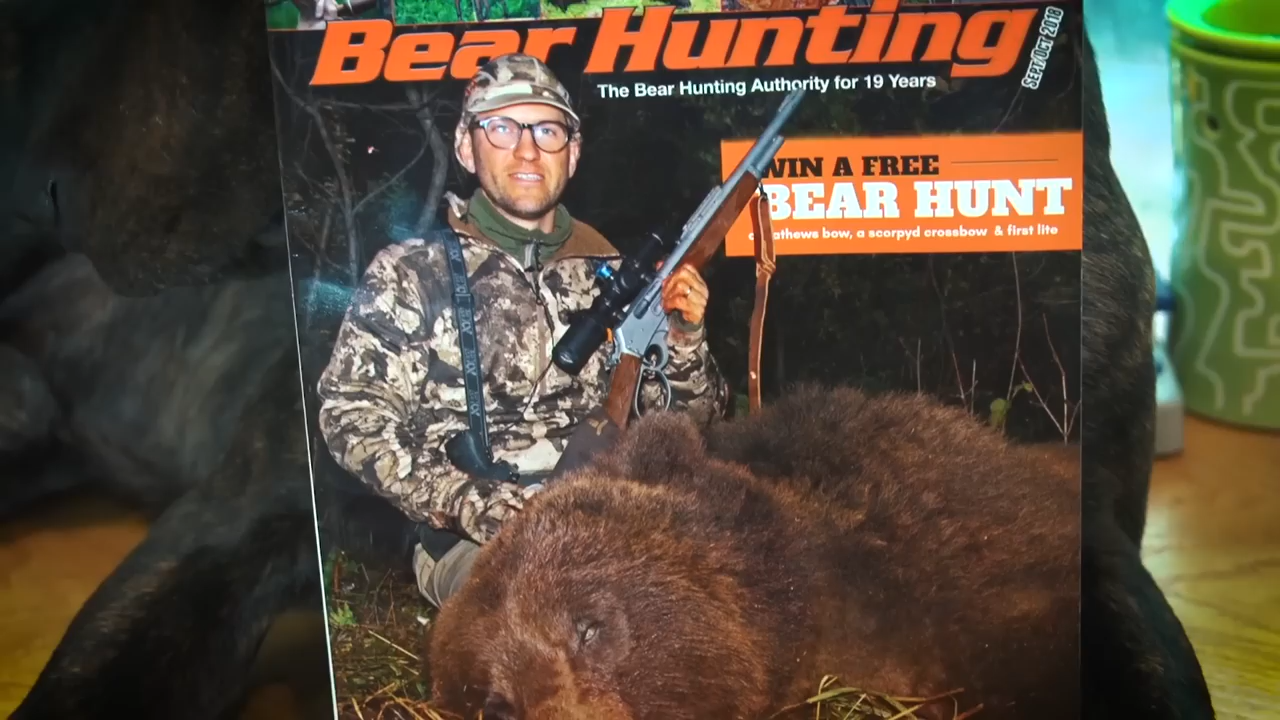 Bear Hunting
SEPT/OCT 2018
The Bear Hunting Authority for 19 Years
WIN A FREE
BEAR HUNT
bow, a scorpyd crossbow & first lite